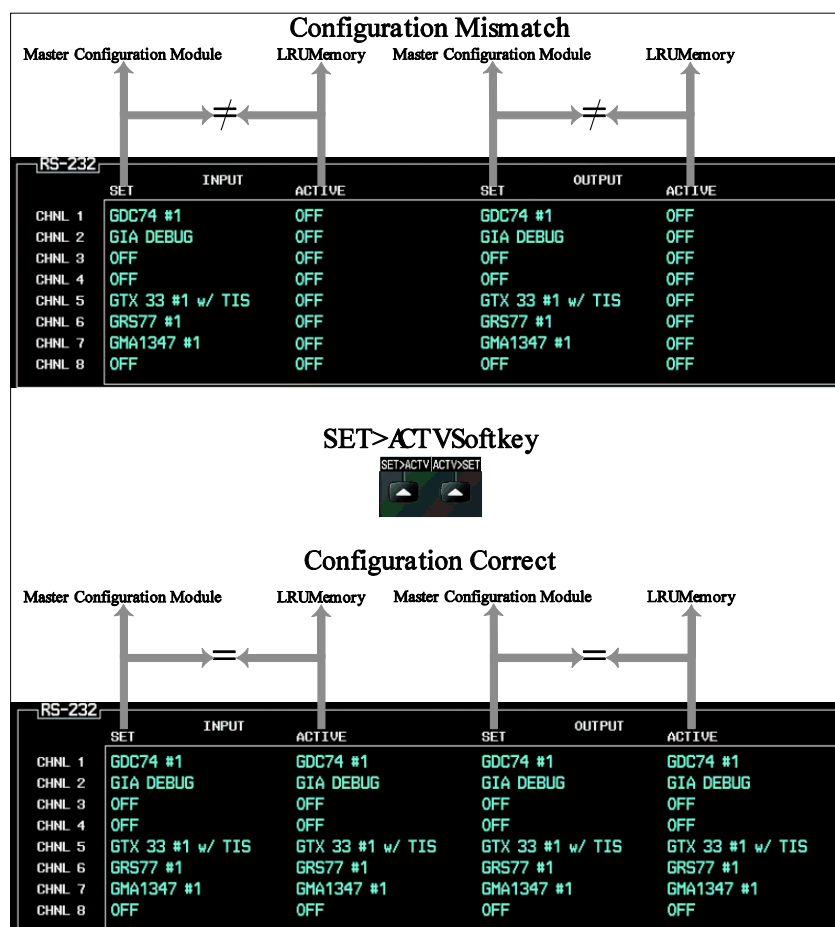 Configuration Mismatch
Master Configuration Module LRUMemory Master Configuration Module LRUMemory
≠ ≠
RS-232
INPUT OUTPUT
SET ACTIVE SET ACTIVE
CHNL 1 GDC74 #1 OFF GDC74 #1 OFF
CHNL 2 GIA DEBUG OFF GIA DEBUG OFF
CHNL 3 OFF OFF OFF OFF
CHNL 4 OFF OFF OFF OFF
CHNL 5 GTX 33 #1 w/ TIS OFF GTX 33 #1 w/ TIS OFF
CHNL 6 GRS77 #1 OFF GRS77 #1 OFF
CHNL 7 GMA1347 #1 OFF GMA1347 #1 OFF
CHNL 8 OFF OFF OFF OFF
SET>ACTVSoftkey
SET>ACTV ACTV>SET
Configuration Correct
Master Configuration Module LRUMemory Master Configuration Module LRUMemory
= =
RS-232
INPUT OUTPUT
SET ACTIVE SET ACTIVE
CHNL 1 GDC74 #1 GDC74 #1 GDC74 #1 GDC74 #1
CHNL 2 GIA DEBUG GIA DEBUG GIA DEBUG GIA DEBUG
CHNL 3 OFF OFF OFF OFF
CHNL 4 OFF OFF OFF OFF
CHNL 5 GTX 33 #1 w/ TIS GTX 33 #1 w/ TIS GTX 33 #1 w/ TIS GTX 33 #1 w/ TIS
CHNL 6 GRS77 #1 GRS77 #1 GRS77 #1 GRS77 #1
CHNL 7 GMA1347 #1 GMA1347 #1 GMA1347 #1 GMA1347 #1
CHNL 8 OFF OFF OFF OFF